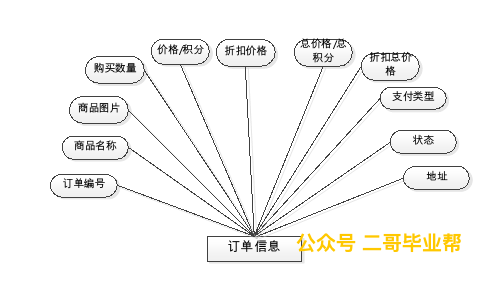 价格/积分
折扣价格
总价格/总
积分
折扣总价
格
购买数量
支付类型
商品图片
状态
商品名称
地址
订单编号
订单信息
公众号 二哥毕业帮